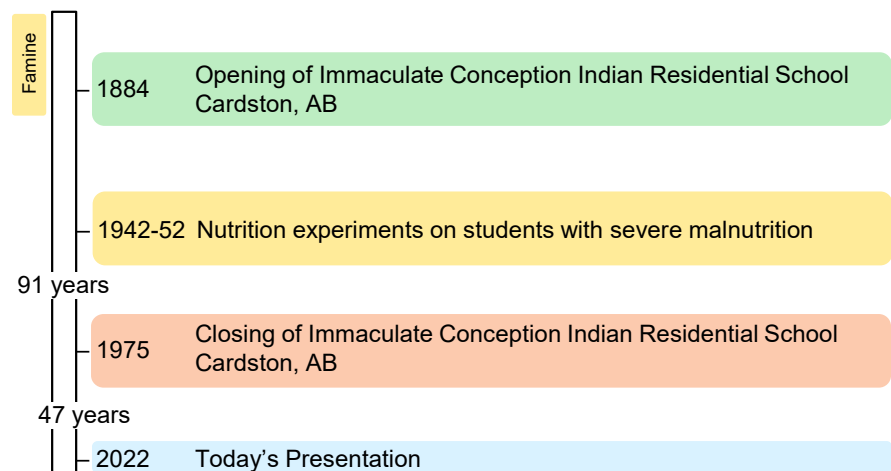 Famine
1884 Opening of Immaculate Conception Indian Residential School
Cardston, AB
1942-52 Nutrition experiments on students with severe malnutrition
91 years
1975 Closing of Immaculate Conception Indian Residential School
Cardston, AB
47 years
2022 Today's Presentation